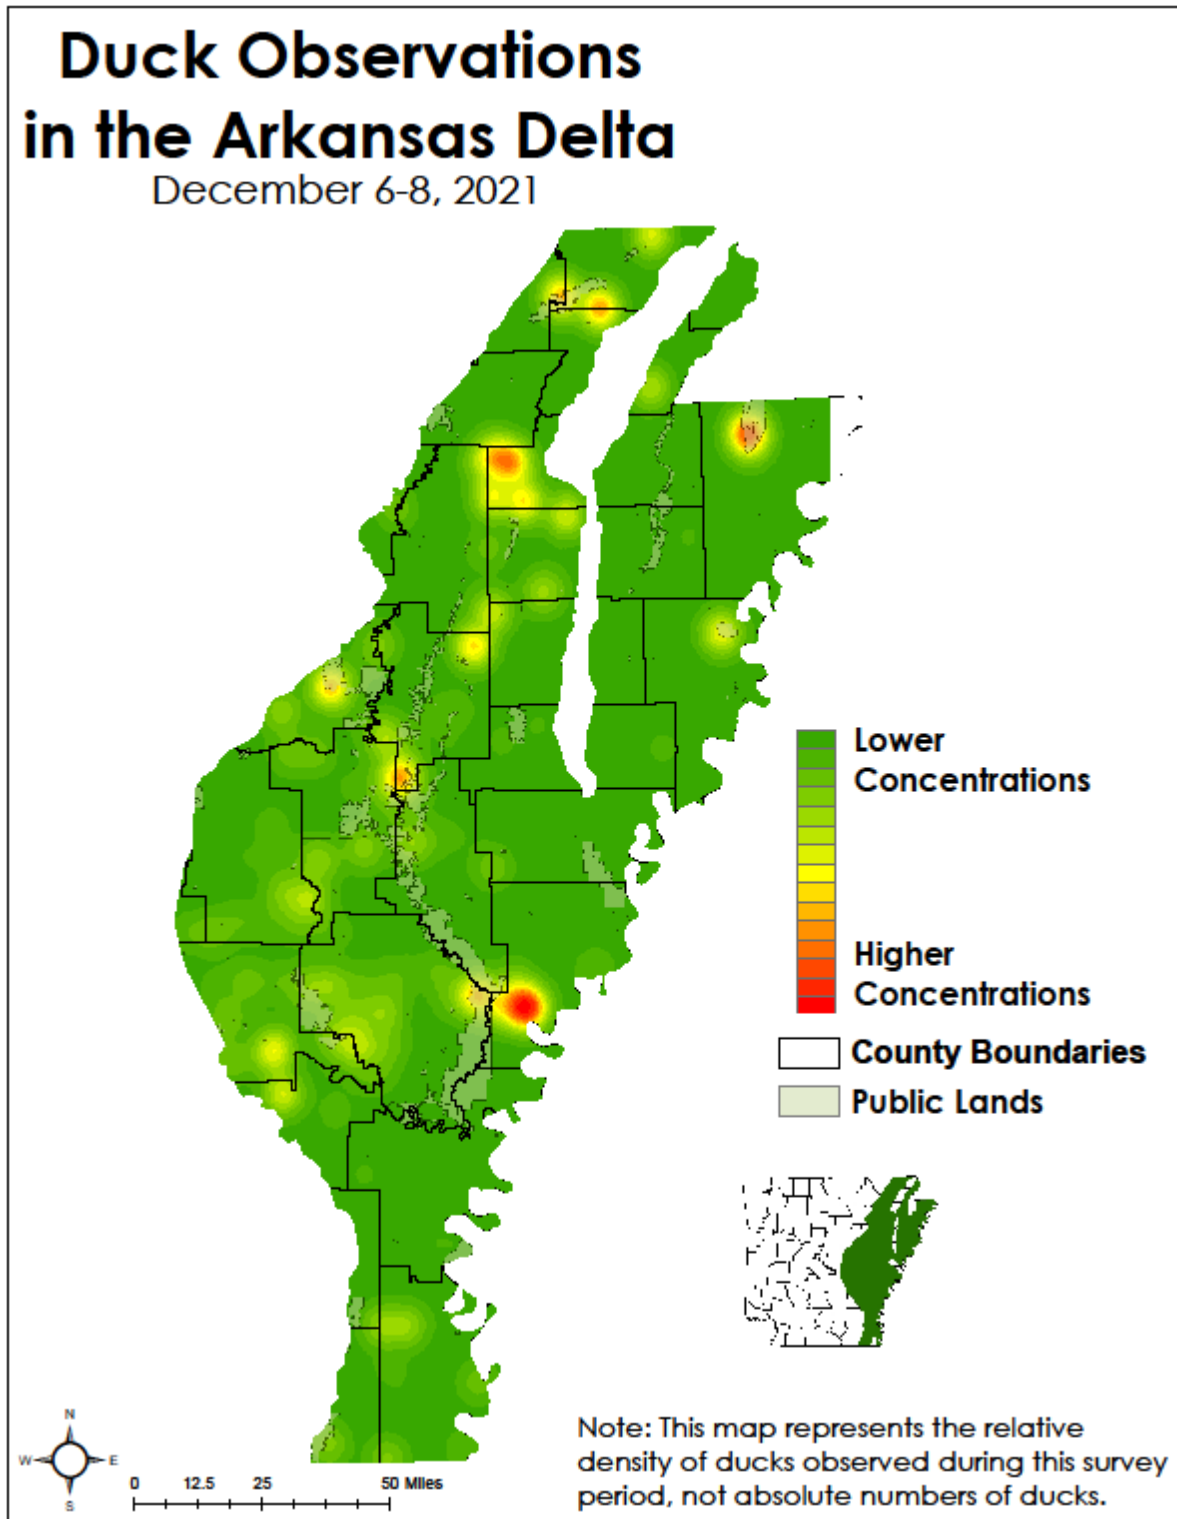 Duck Observations
in the Arkansas Delta
December 6-8, 2021
Lower
Concentrations
Higher
Concentrations
County Boundaries
Public Lands
N
W
E
S
0 12.5 25 50 Miles
Note: This map represents the relative
density of ducks observed during this survey
period, not absolute numbers of ducks.